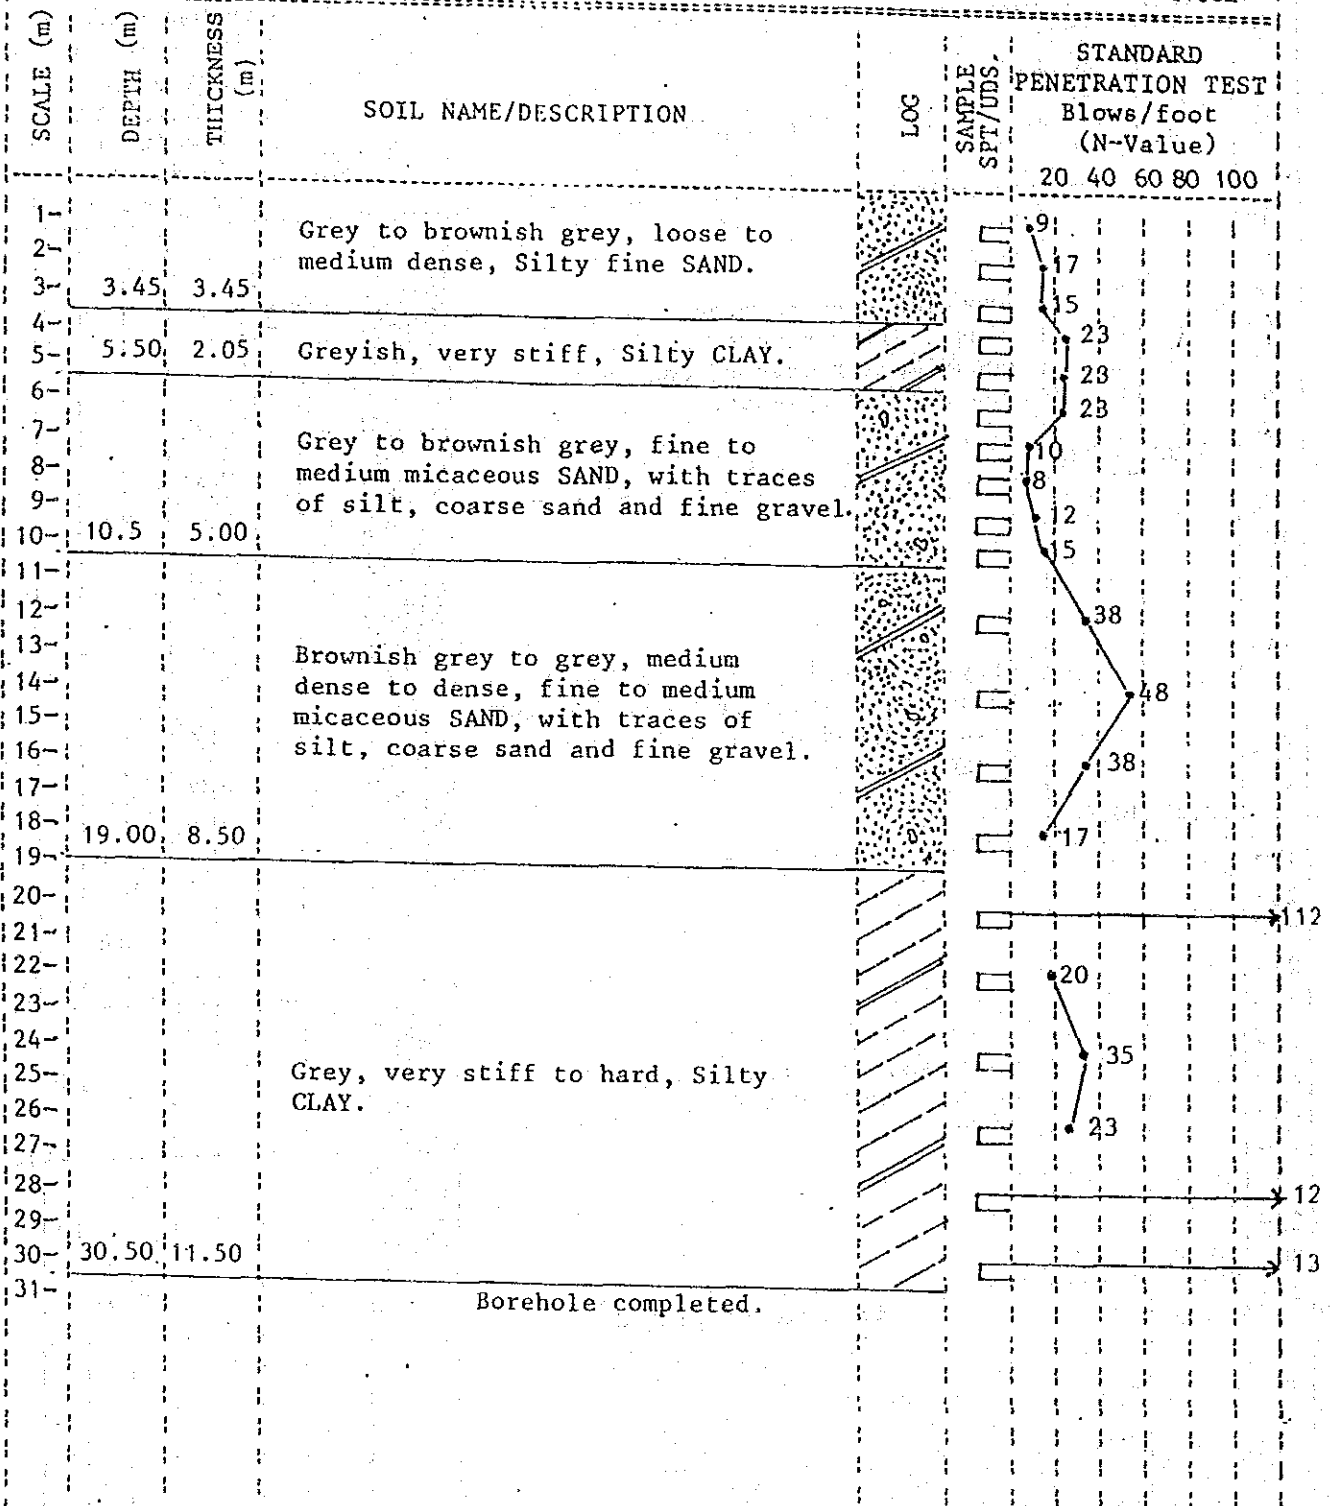 SCALE (m)
DEPTH (m)
THICKNESS (m)
SOIL NAME/DESCRIPTION
LOG
SAMPLE SPT/UDS.
STANDARD
PENETRATION TEST
Blows/foot
(N-Value)
20 40 60 80 100
1-
2-
3-
4-
5-
6-
7-
8-
9-
10-
11-
12-
13-
14-
15-
16-
17-
18-
19-
20-
21-
22-
23-
24-
25-
26-
27-
28-
29-
30-
31-
3.45 3.45
Grey to brownish grey, loose to
medium dense, Silty fine SAND.
5.50 2.05
Greyish, very stiff, Silty CLAY.
10.5 5.00
Grey to brownish grey, fine to
medium micaceous SAND, with traces
of silt, coarse sand and fine gravel.
19.00 8.50
Brownish grey to grey, medium
dense to dense, fine to medium
micaceous SAND, with traces of
silt, coarse sand and fine gravel.
30.50 11.50
Grey, very stiff to hard, Silty
CLAY.
Borehole completed.
9
17
15
23
23
23
10
8
12
15
38
48
38
17
112
20
35
23
12
13